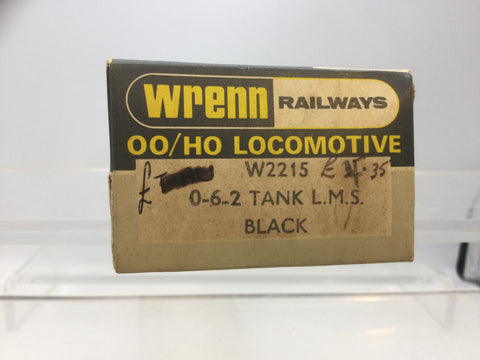 wrenn RAILWAYS
OO/HO LOCOMOTIVE
W2215 £
£ 0-6-2 TANK L.M.S.
BLACK